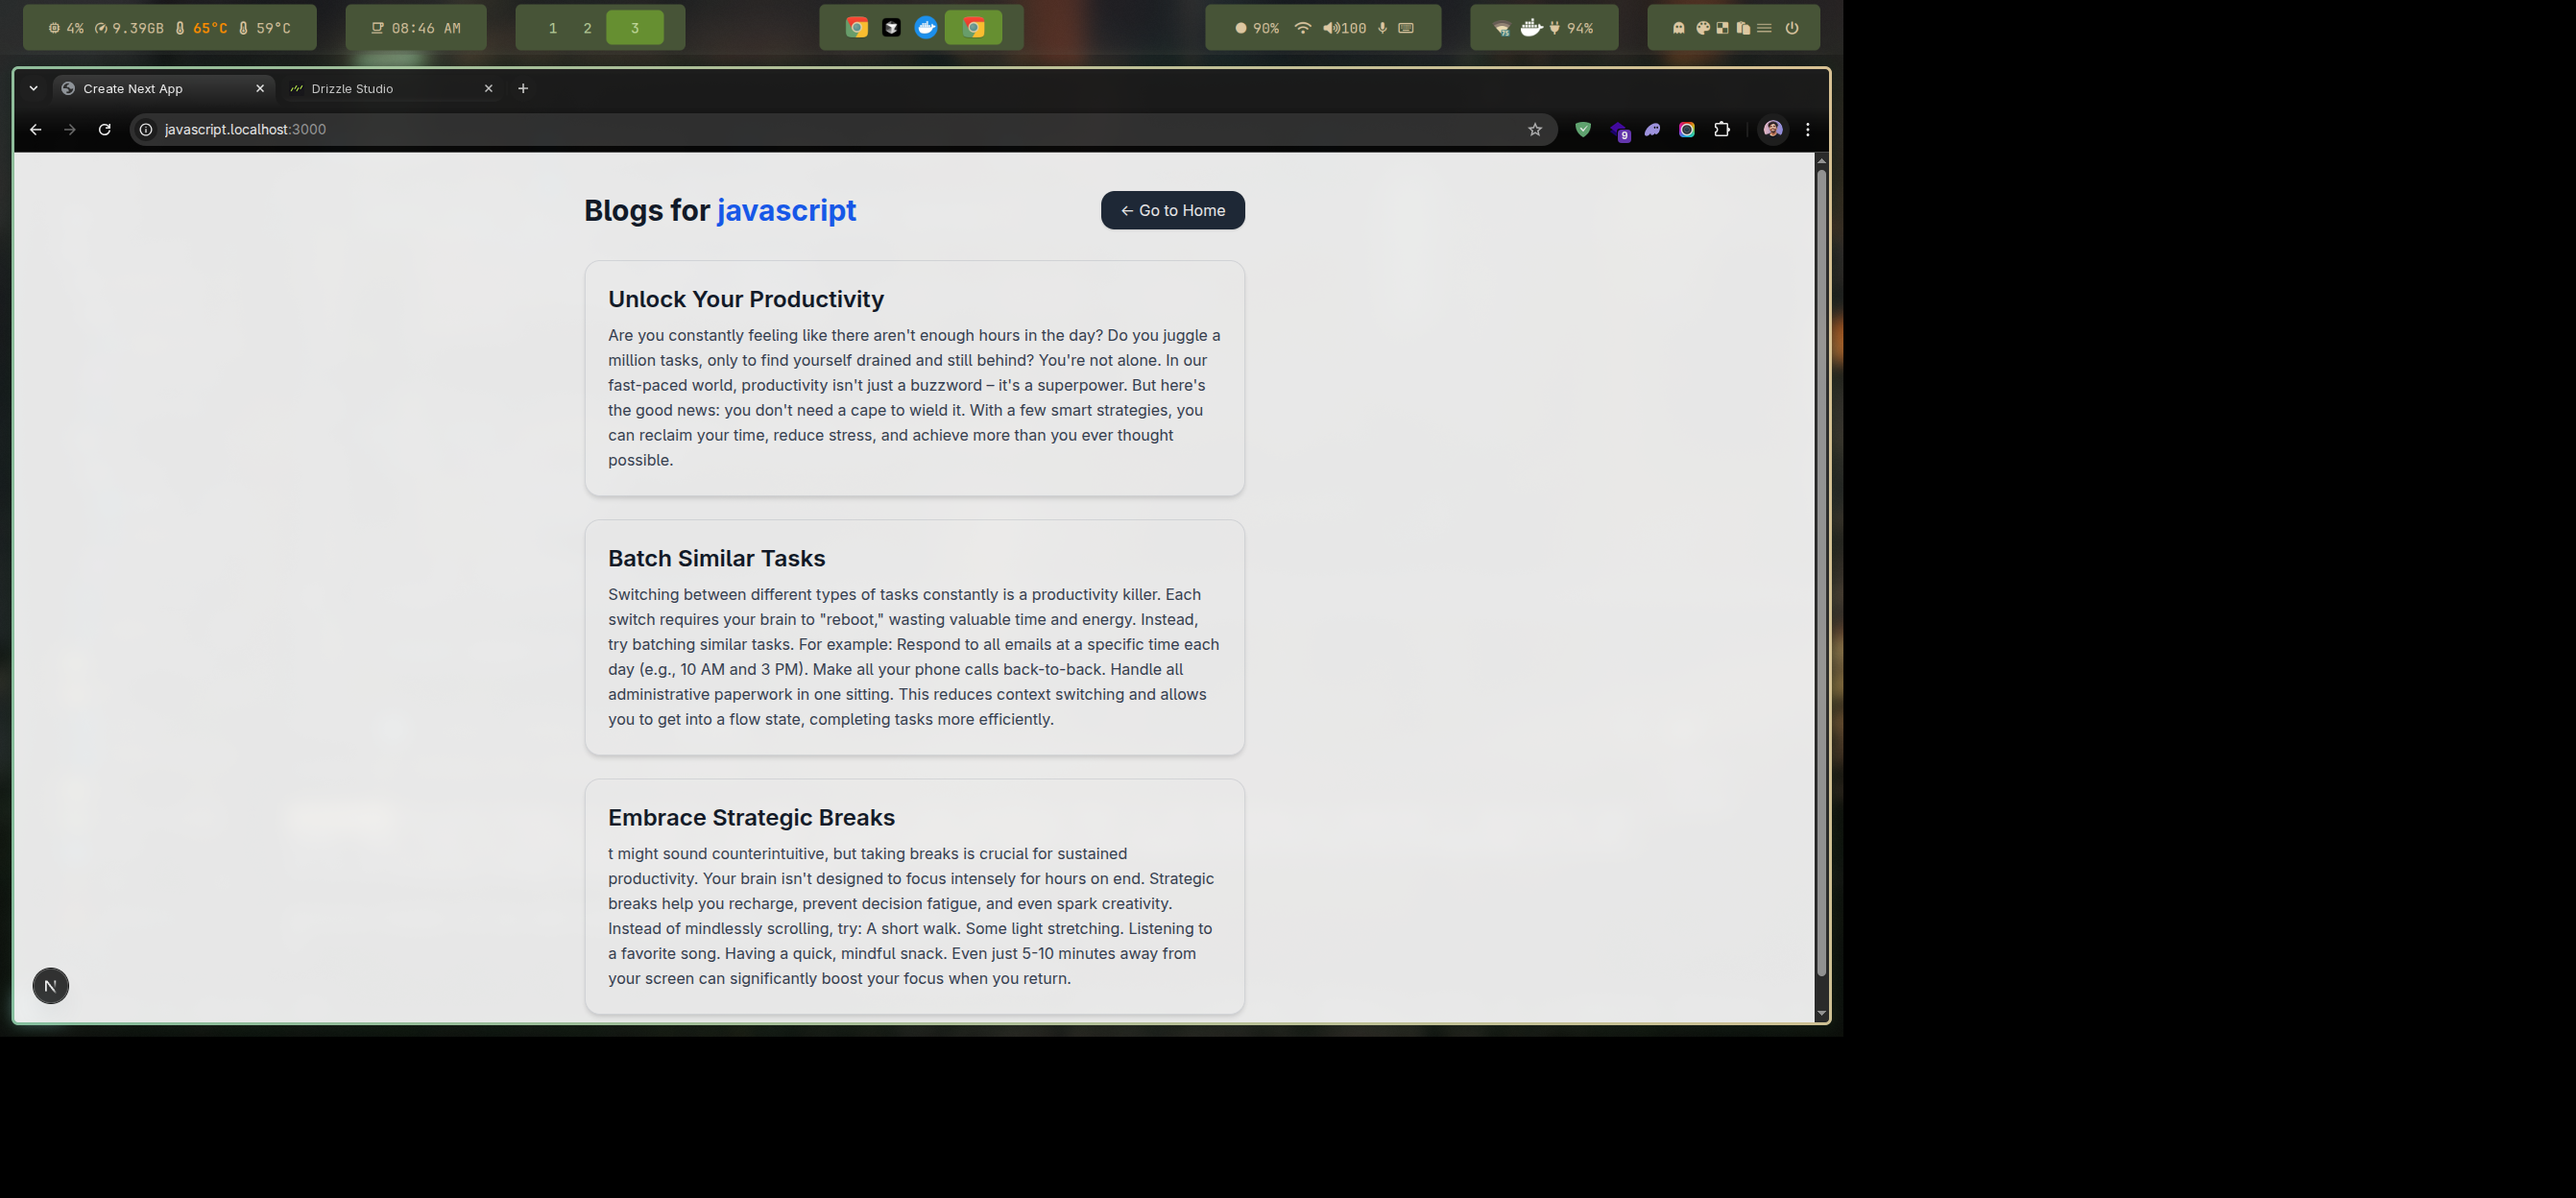 4% 9.39GB 65°C 59°C 08:46 AM 1 2 3 90% 100 94%
Create Next App Drizzle Studio
javascript.localhost:3000 9
Blogs for javascript ← Go to Home
Unlock Your Productivity
Are you constantly feeling like there aren't enough hours in the day? Do you juggle a
million tasks, only to find yourself drained and still behind? You're not alone. In our
fast-paced world, productivity isn't just a buzzword – it's a superpower. But here's
the good news: you don't need a cape to wield it. With a few smart strategies, you
can reclaim your time, reduce stress, and achieve more than you ever thought
possible.
Batch Similar Tasks
Switching between different types of tasks constantly is a productivity killer. Each
switch requires your brain to "reboot," wasting valuable time and energy. Instead,
try batching similar tasks. For example: Respond to all emails at a specific time each
day (e.g., 10 AM and 3 PM). Make all your phone calls back-to-back. Handle all
administrative paperwork in one sitting. This reduces context switching and allows
you to get into a flow state, completing tasks more efficiently.
Embrace Strategic Breaks
t might sound counterintuitive, but taking breaks is crucial for sustained
productivity. Your brain isn't designed to focus intensely for hours on end. Strategic
breaks help you recharge, prevent decision fatigue, and even spark creativity.
Instead of mindlessly scrolling, try: A short walk. Some light stretching. Listening to
a favorite song. Having a quick, mindful snack. Even just 5-10 minutes away from
your screen can significantly boost your focus when you return.
N